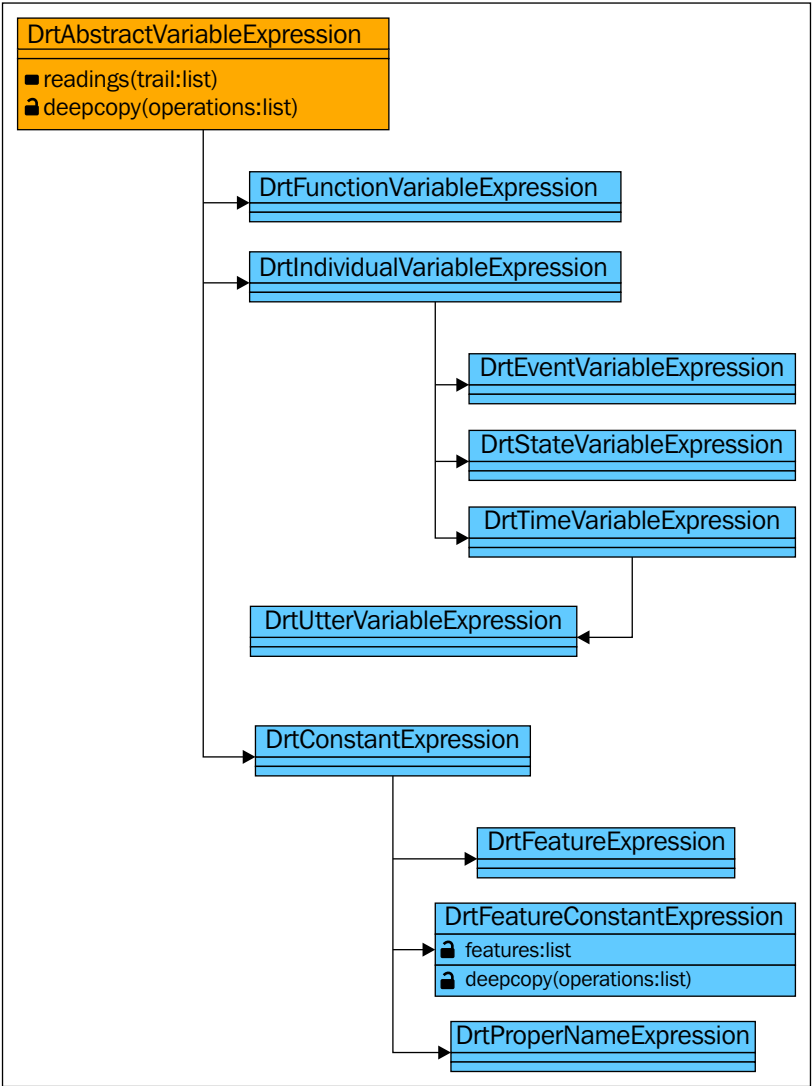 DrtAbstractVariableExpression
readings(trail:list)
deepcopy(operations:list)
DrtFunctionVariableExpression
DrtIndividualVariableExpression
DrtEventVariableExpression
DrtStateVariableExpression
DrtTimeVariableExpression
DrtUtterVariableExpression
DrtConstantExpression
DrtFeatureExpression
DrtFeatureConstantExpression
features:list
deepcopy(operations:list)
DrtProperNameExpression